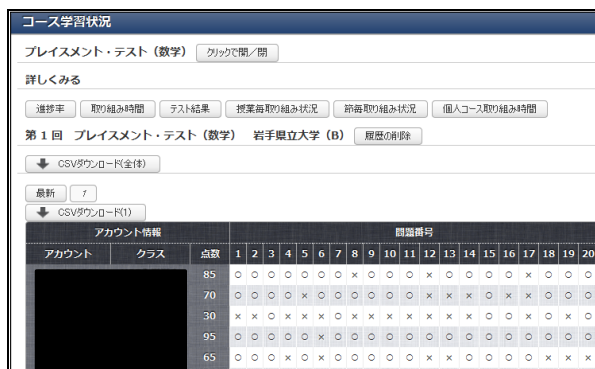 コース学習状況
プレイスメント・テスト（数学） クリックで開／閉
詳しくみる
進捗率 取り組み時間 テスト結果 授業毎取り組み状況 節毎取り組み状況 個人コース取り組み時間
第1回 プレイスメント・テスト（数学） 岩手県立大学（B） 履歴の削除
CSVダウンロード(全体)
最新 1
CSVダウンロード(1)
アカウント情報 問題番号
アカウント クラス 点数 1 2 3 4 5 6 7 8 9 10 11 12 13 14 15 16 17 18 19 20
85 ○ ○ ○ ○ ○ ○ ○ × ○ ○ ○ × ○ ○ ○ ○ × ○ ○ ○
70 ○ ○ ○ ○ × ○ ○ ○ ○ ○ ○ × × × ○ × × ○ ○ ○
30 × × ○ × × × ○ × × × × × × × ○ ○ × ○ × ○
95 ○ ○ ○ ○ ○ × ○ ○ ○ ○ ○ ○ ○ ○ ○ ○ ○ ○ ○ ○
65 ○ ○ ○ × ○ × ○ ○ ○ ○ ○ × × ○ ○ ○ ○ × × ×